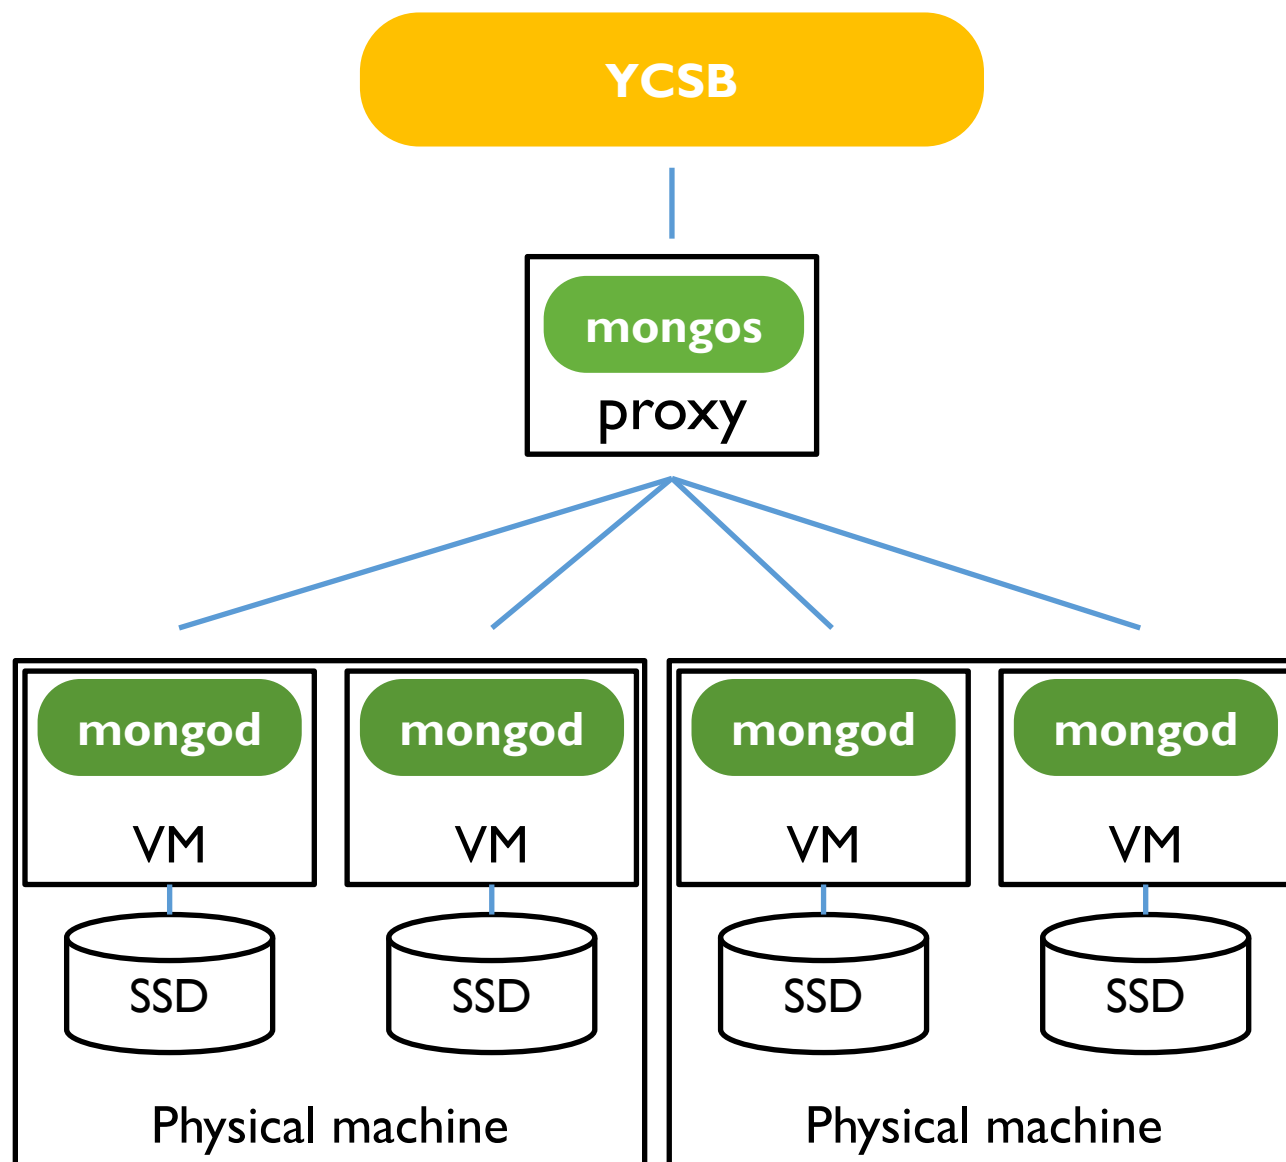 YCSB
mongos
proxy
mongod mongod mongod mongod
VM VM VM VM
SSD SSD SSD SSD
Physical machine Physical machine